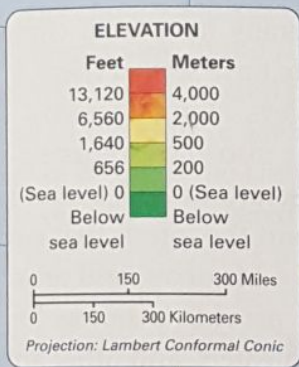 ELEVATION
Feet Meters
13,120 4,000
6,560 2,000
1,640 500
656 200
(Sea level) 0 0 (Sea level)
Below Below
sea level sea level
0 150 300 Miles
0 150 300 Kilometers
Projection: Lambert Conformal Conic